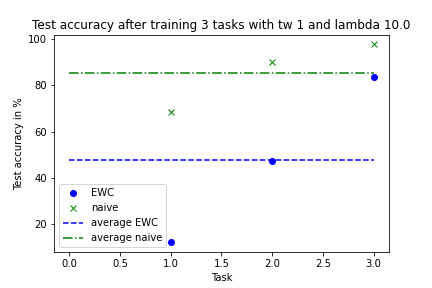 Test accuracy after training 3 tasks with tw 1 and lambda 10.0
100
80
60
40
20
Test accuracy in %
EWC
naive
average EWC
average naive
0.0 0.5 1.0 1.5 2.0 2.5 3.0
Task